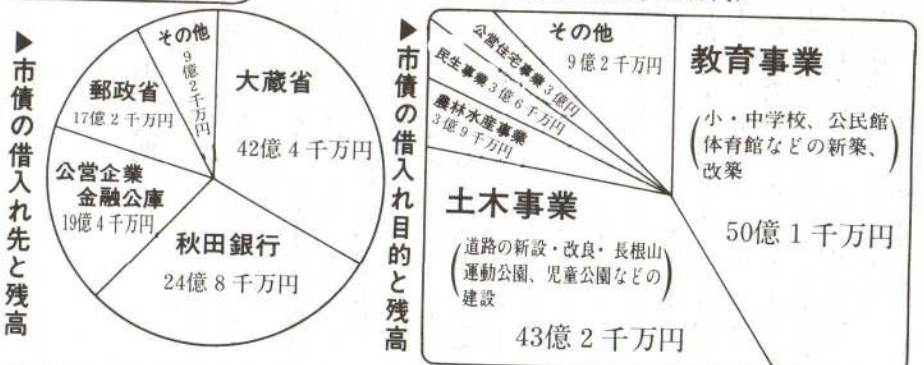 ▶市債の借入れ先と残高
大蔵省
42億4千万円
秋田銀行
24億8千万円
公営企業
金融公庫
19億4千万円
郵政省
17億2千万円
その他
9億2千万円
▶市債の借入れ目的と残高
教育事業
(小・中学校、公民館
体育館などの新築、
改築)
50億1千万円
土木事業
(道路の新設・改良・長根山
運動公園、児童公園などの
建設)
43億2千万円
農林水産事業
3億9千万円
民生事業3億6千万円
公営住宅事業3億円
その他
9億2千万円